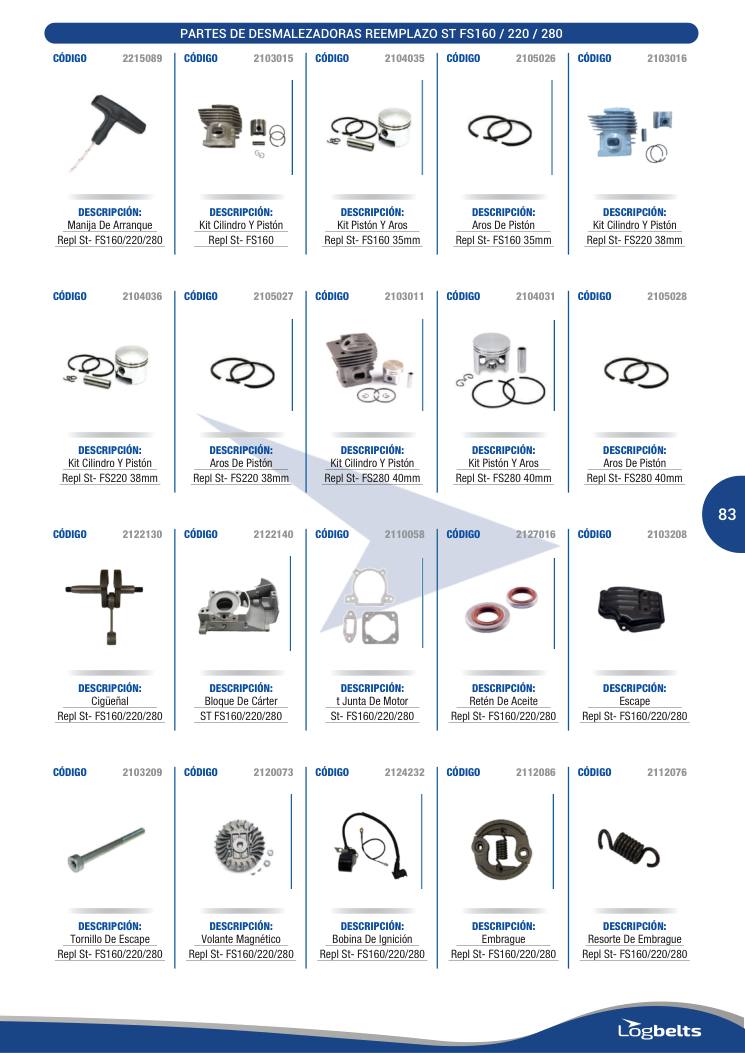 PARTES DE DESMALEZADORAS REEMPLAZO ST FS160 / 220 / 280
CÓDIGO 2215089
DESCRIPCIÓN:
Manija De Arranque
Repl St- FS160/220/280
CÓDIGO 2103015
DESCRIPCIÓN:
Kit Cilindro Y Pistón
Repl St- FS160
CÓDIGO 2104035
DESCRIPCIÓN:
Kit Pistón Y Aros
Repl St- FS160 35mm
CÓDIGO 2105026
DESCRIPCIÓN:
Aros De Pistón
Repl St- FS160 35mm
CÓDIGO 2103016
DESCRIPCIÓN:
Kit Cilindro Y Pistón
Repl St- FS220 38mm
CÓDIGO 2104036
DESCRIPCIÓN:
Kit Cilindro Y Pistón
Repl St- FS220 38mm
CÓDIGO 2105027
DESCRIPCIÓN:
Aros De Pistón
Repl St- FS220 38mm
CÓDIGO 2103011
DESCRIPCIÓN:
Kit Cilindro Y Pistón
Repl St- FS280 40mm
CÓDIGO 2104031
DESCRIPCIÓN:
Kit Pistón Y Aros
Repl St- FS280 40mm
CÓDIGO 2105028
DESCRIPCIÓN:
Aros De Pistón
Repl St- FS280 40mm
83
CÓDIGO 2122130
DESCRIPCIÓN:
Cigüeñal
Repl St- FS160/220/280
CÓDIGO 2122140
DESCRIPCIÓN:
Bloque De Cárter
ST FS160/220/280
CÓDIGO 2110058
DESCRIPCIÓN:
t Junta De Motor
St- FS160/220/280
CÓDIGO 2127016
DESCRIPCIÓN:
Retén De Aceite
Repl St- FS160/220/280
CÓDIGO 2103208
DESCRIPCIÓN:
Escape
Repl St- FS160/220/280
CÓDIGO 2103209
DESCRIPCIÓN:
Tornillo De Escape
Repl St- FS160/220/280
CÓDIGO 2120073
DESCRIPCIÓN:
Volante Magnético
Repl St- FS160/220/280
CÓDIGO 2124232
DESCRIPCIÓN:
Bobina De Ignición
Repl St- FS160/220/280
CÓDIGO 2112086
DESCRIPCIÓN:
Embrague
Repl St- FS160/220/280
CÓDIGO 2112076
DESCRIPCIÓN:
Resorte De Embrague
Repl St- FS160/220/280
Logbelts